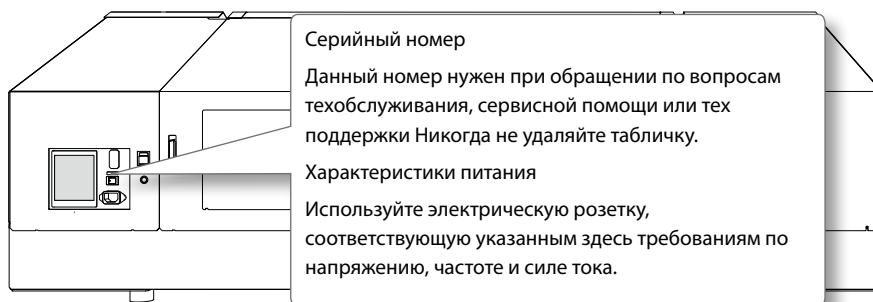 Серийный номер
Данный номер нужен при обращении по вопросам
техобслуживания, сервисной помощи или тех
поддержки Никогда не удаляйте табличку.
Характеристики питания
Используйте электрическую розетку,
соответствующую указанным здесь требованиям по
напряжению, частоте и силе тока.